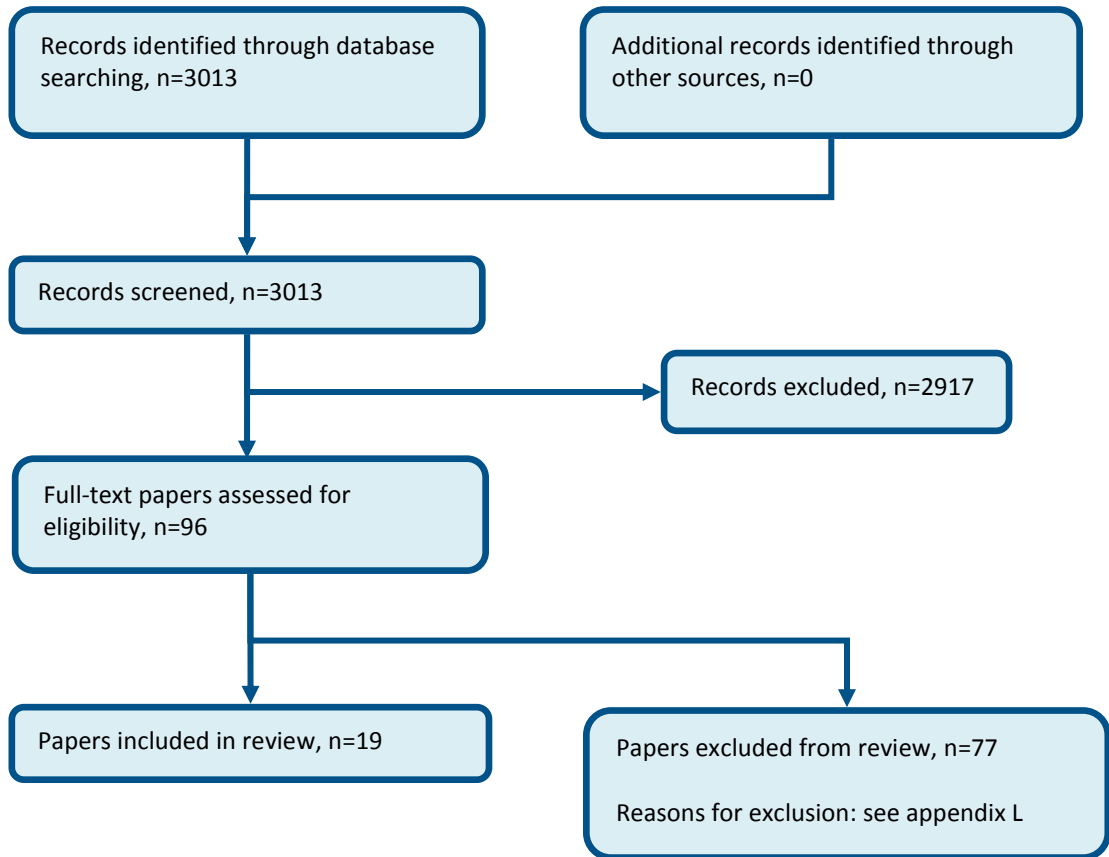 Records identified through database
searching, n=3013
Additional records identified through
other sources, n=0
Records screened, n=3013
Records excluded, n=2917
Full-text papers assessed for
eligibility, n=96
Papers included in review, n=19
Papers excluded from review, n=77
Reasons for exclusion: see appendix L